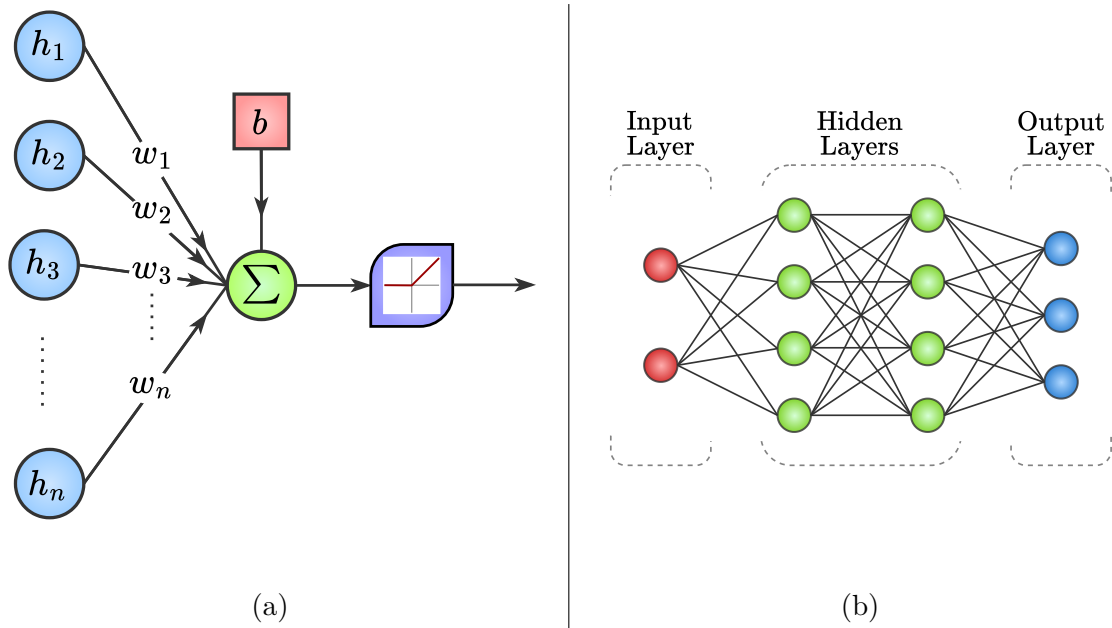 h₁
h₂
h₃
hₙ
w₁
w₂
w₃
wₙ
b
∑
(a)
Input
Layer
Hidden
Layers
Output
Layer
(b)